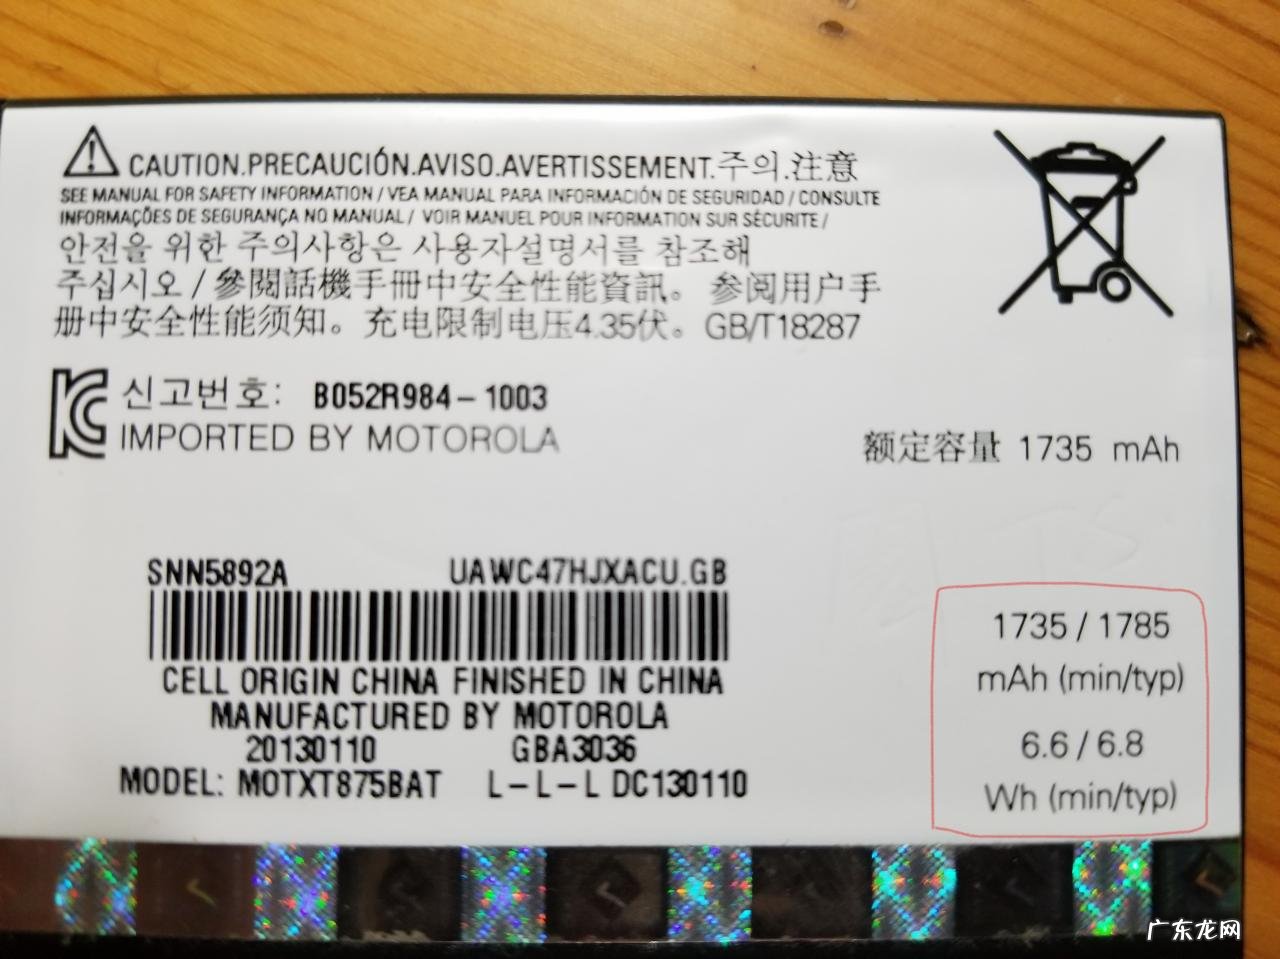 CAUTION.PRECAUCIÓN.AVISO.AVERTISSEMENT.주의.注意
SEE MANUAL FOR SAFETY INFORMATION / VEA MANUAL PARA INFORMACIÓN DE SEGURIDAD / CONSULTE
INFORMAÇÕES DE SEGURANÇA NO MANUAL / VOIR MANUEL POUR INFORMATION SUR SÉCURITE /
안전을 위한 주의사항은 사용자설명서를 참조해
주십시오 / 參閱話機手冊中安全性能資訊。 参阅用户手
册中安全性能须知。充电限制电压4.35伏。GB/T18287
신고번호: B052R984-1003
IMPORTED BY MOTOROLA
额定容量 1735 mAh
SNN5892A UAWC47HJXACU.GB
CELL ORIGIN CHINA FINISHED IN CHINA
MANUFACTURED BY MOTOROLA
20130110 GBA3036
MODEL: MOTXT875BAT L-L-L DC130110
1735 / 1785
mAh (min/typ)
6.6 / 6.8
Wh (min/typ)
广东龙网